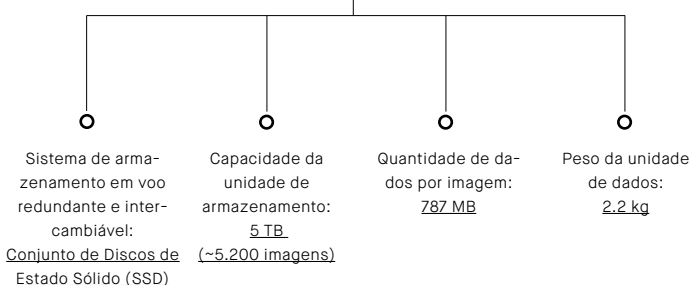 Sistema de arma-
zenamento em voo
redundante e inter-
cambiável:
Conjunto de Discos de
Estado Sólido (SSD)
Capacidade da
unidade de
armazenamento:
5 TB
(~5.200 imagens)
Quantidade de da-
dos por imagem:
787 MB
Peso da unidade
de dados:
2.2 kg